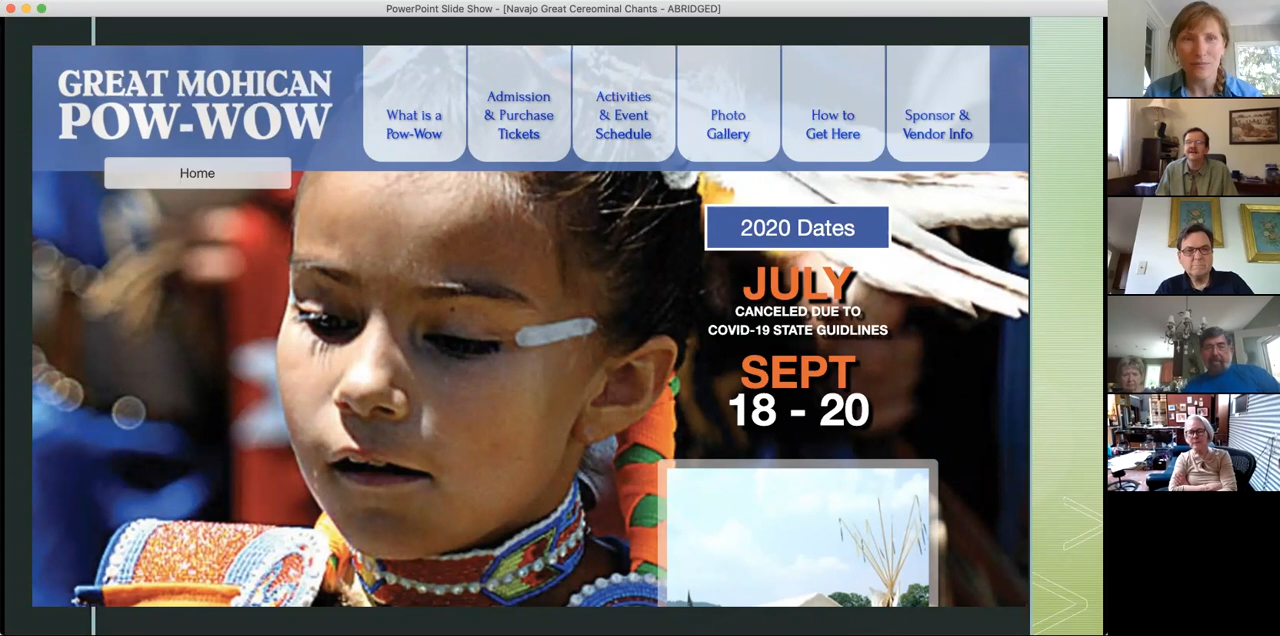 PowerPoint Slide Show - [Navajo Great Cereominal Chants - ABRIDGED]
GREAT MOHICAN
POW-WOW
Home
What is a
Pow-Wow
Admission
& Purchase
Tickets
Activities
& Event
Schedule
Photo
Gallery
How to
Get Here
Sponsor &
Vendor Info
2020 Dates
JULY
CANCELED DUE TO
COVID-19 STATE GUIDLINES
SEPT
18 - 20